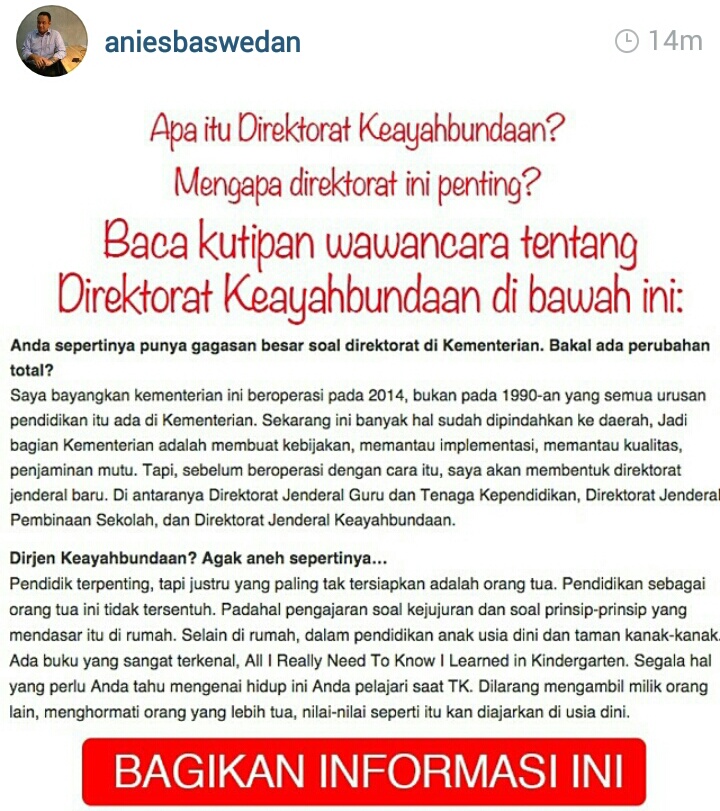 aniesbaswedan
14m
Apa itu Direktorat Keayahbundaan?
Mengapa direktorat ini penting?
Baca kutipan wawancara tentang
Direktorat Keayahbundaan di bawah ini:
Anda sepertinya punya gagasan besar soal direktorat di Kementerian. Bakal ada perubahan
total?
Saya bayangkan kementerian ini beroperasi pada 2014, bukan pada 1990-an yang semua urusan
pendidikan itu ada di Kementerian. Sekarang ini banyak hal sudah dipindahkan ke daerah, Jadi
bagian Kementerian adalah membuat kebijakan, memantau implementasi, memantau kualitas,
penjaminan mutu. Tapi, sebelum beroperasi dengan cara itu, saya akan membentuk direktorat
jenderal baru. Di antaranya Direktorat Jenderal Guru dan Tenaga Kependidikan, Direktorat Jenderal
Pembinaan Sekolah, dan Direktorat Jenderal Keayahbundaan.
Dirjen Keayahbundaan? Agak aneh sepertinya...
Pendidik terpenting, tapi justru yang paling tak tersiapkan adalah orang tua. Pendidikan sebagai
orang tua ini tidak tersentuh. Padahal pengajaran soal kejujuran dan soal prinsip-prinsip yang
mendasar itu di rumah. Selain di rumah, dalam pendidikan anak usia dini dan taman kanak-kanak.
Ada buku yang sangat terkenal, All I Really Need To Know I Learned in Kindergarten. Segala hal
yang perlu Anda tahu mengenai hidup ini Anda pelajari saat TK. Dilarang mengambil milik orang
lain, menghormati orang yang lebih tua, nilai-nilai seperti itu kan diajarkan di usia dini.
BAGIKAN INFORMASI INI